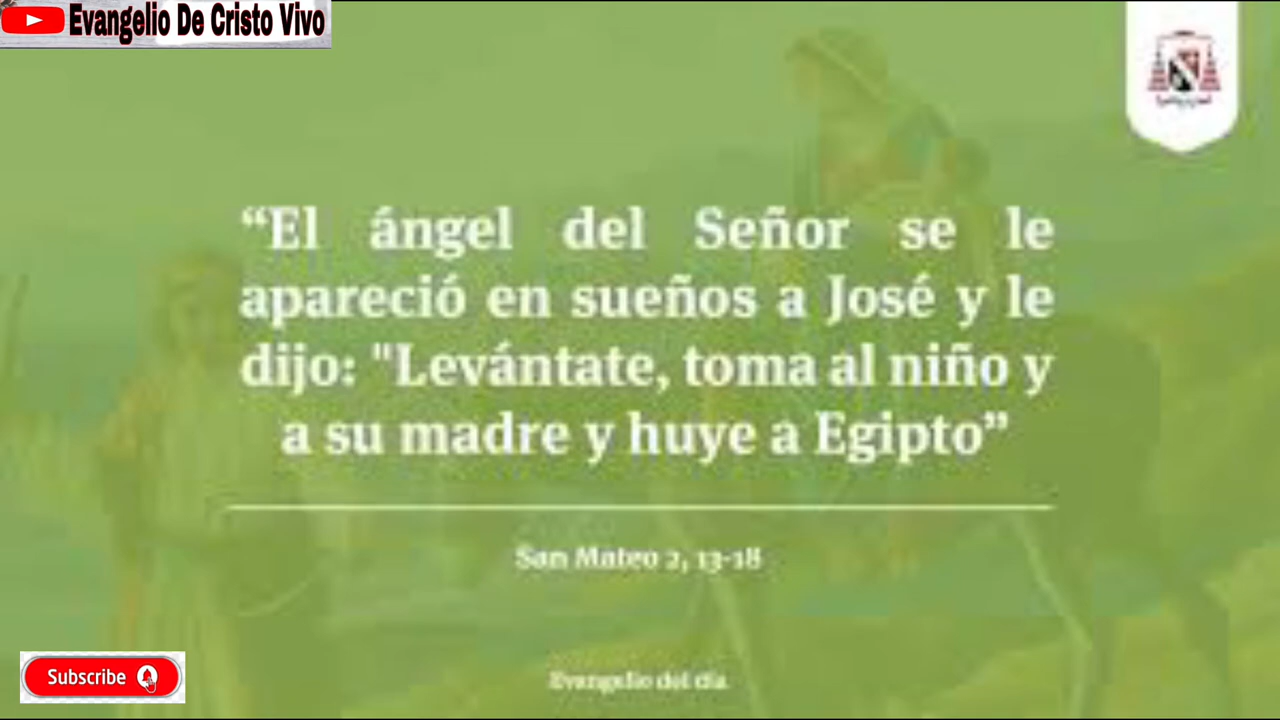 Evangelio De Cristo Vivo
“El ángel del Señor se le
apareció en sueños a José y le
dijo: "Levántate, toma al niño y
a su madre y huye a Egipto”
San Mateo 2, 13-18
Evangelio del día
Subscribe